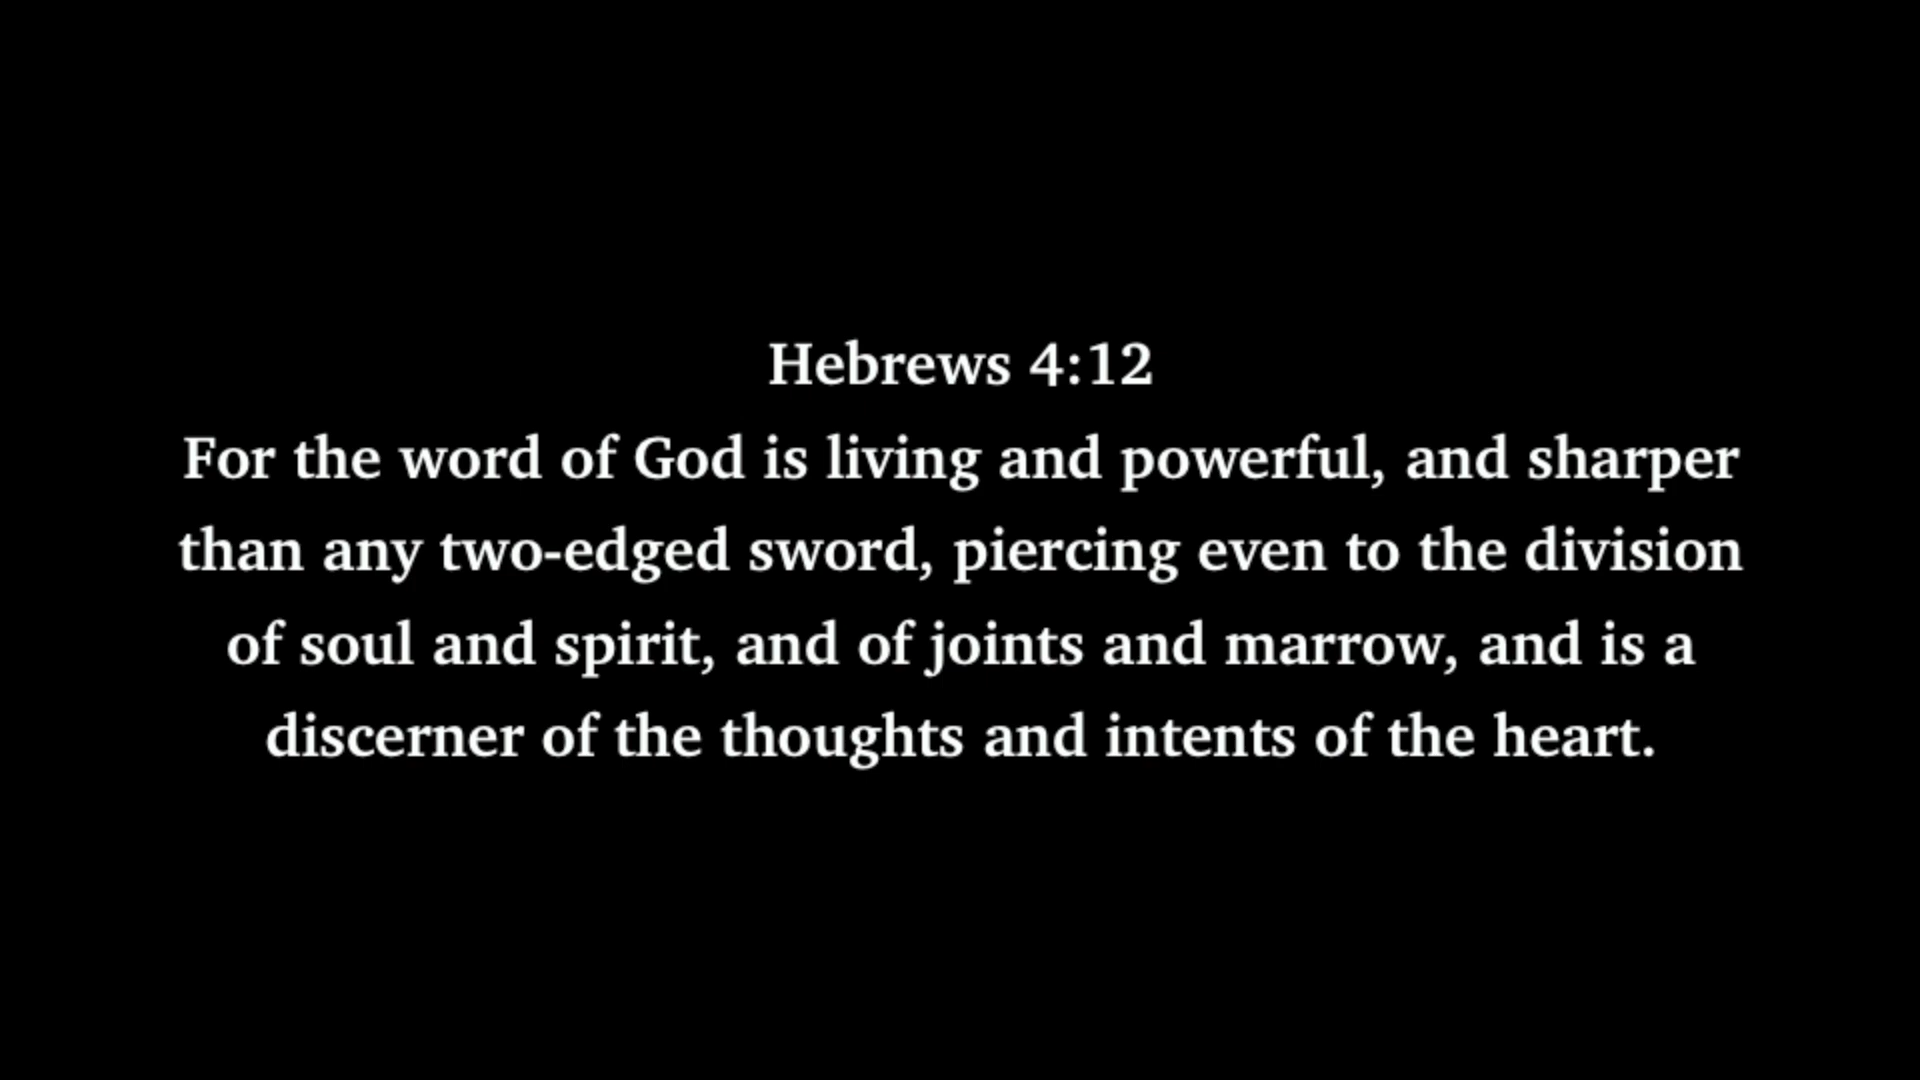 Hebrews 4:12
For the word of God is living and powerful, and sharper
than any two-edged sword, piercing even to the division
of soul and spirit, and of joints and marrow, and is a
discerner of the thoughts and intents of the heart.